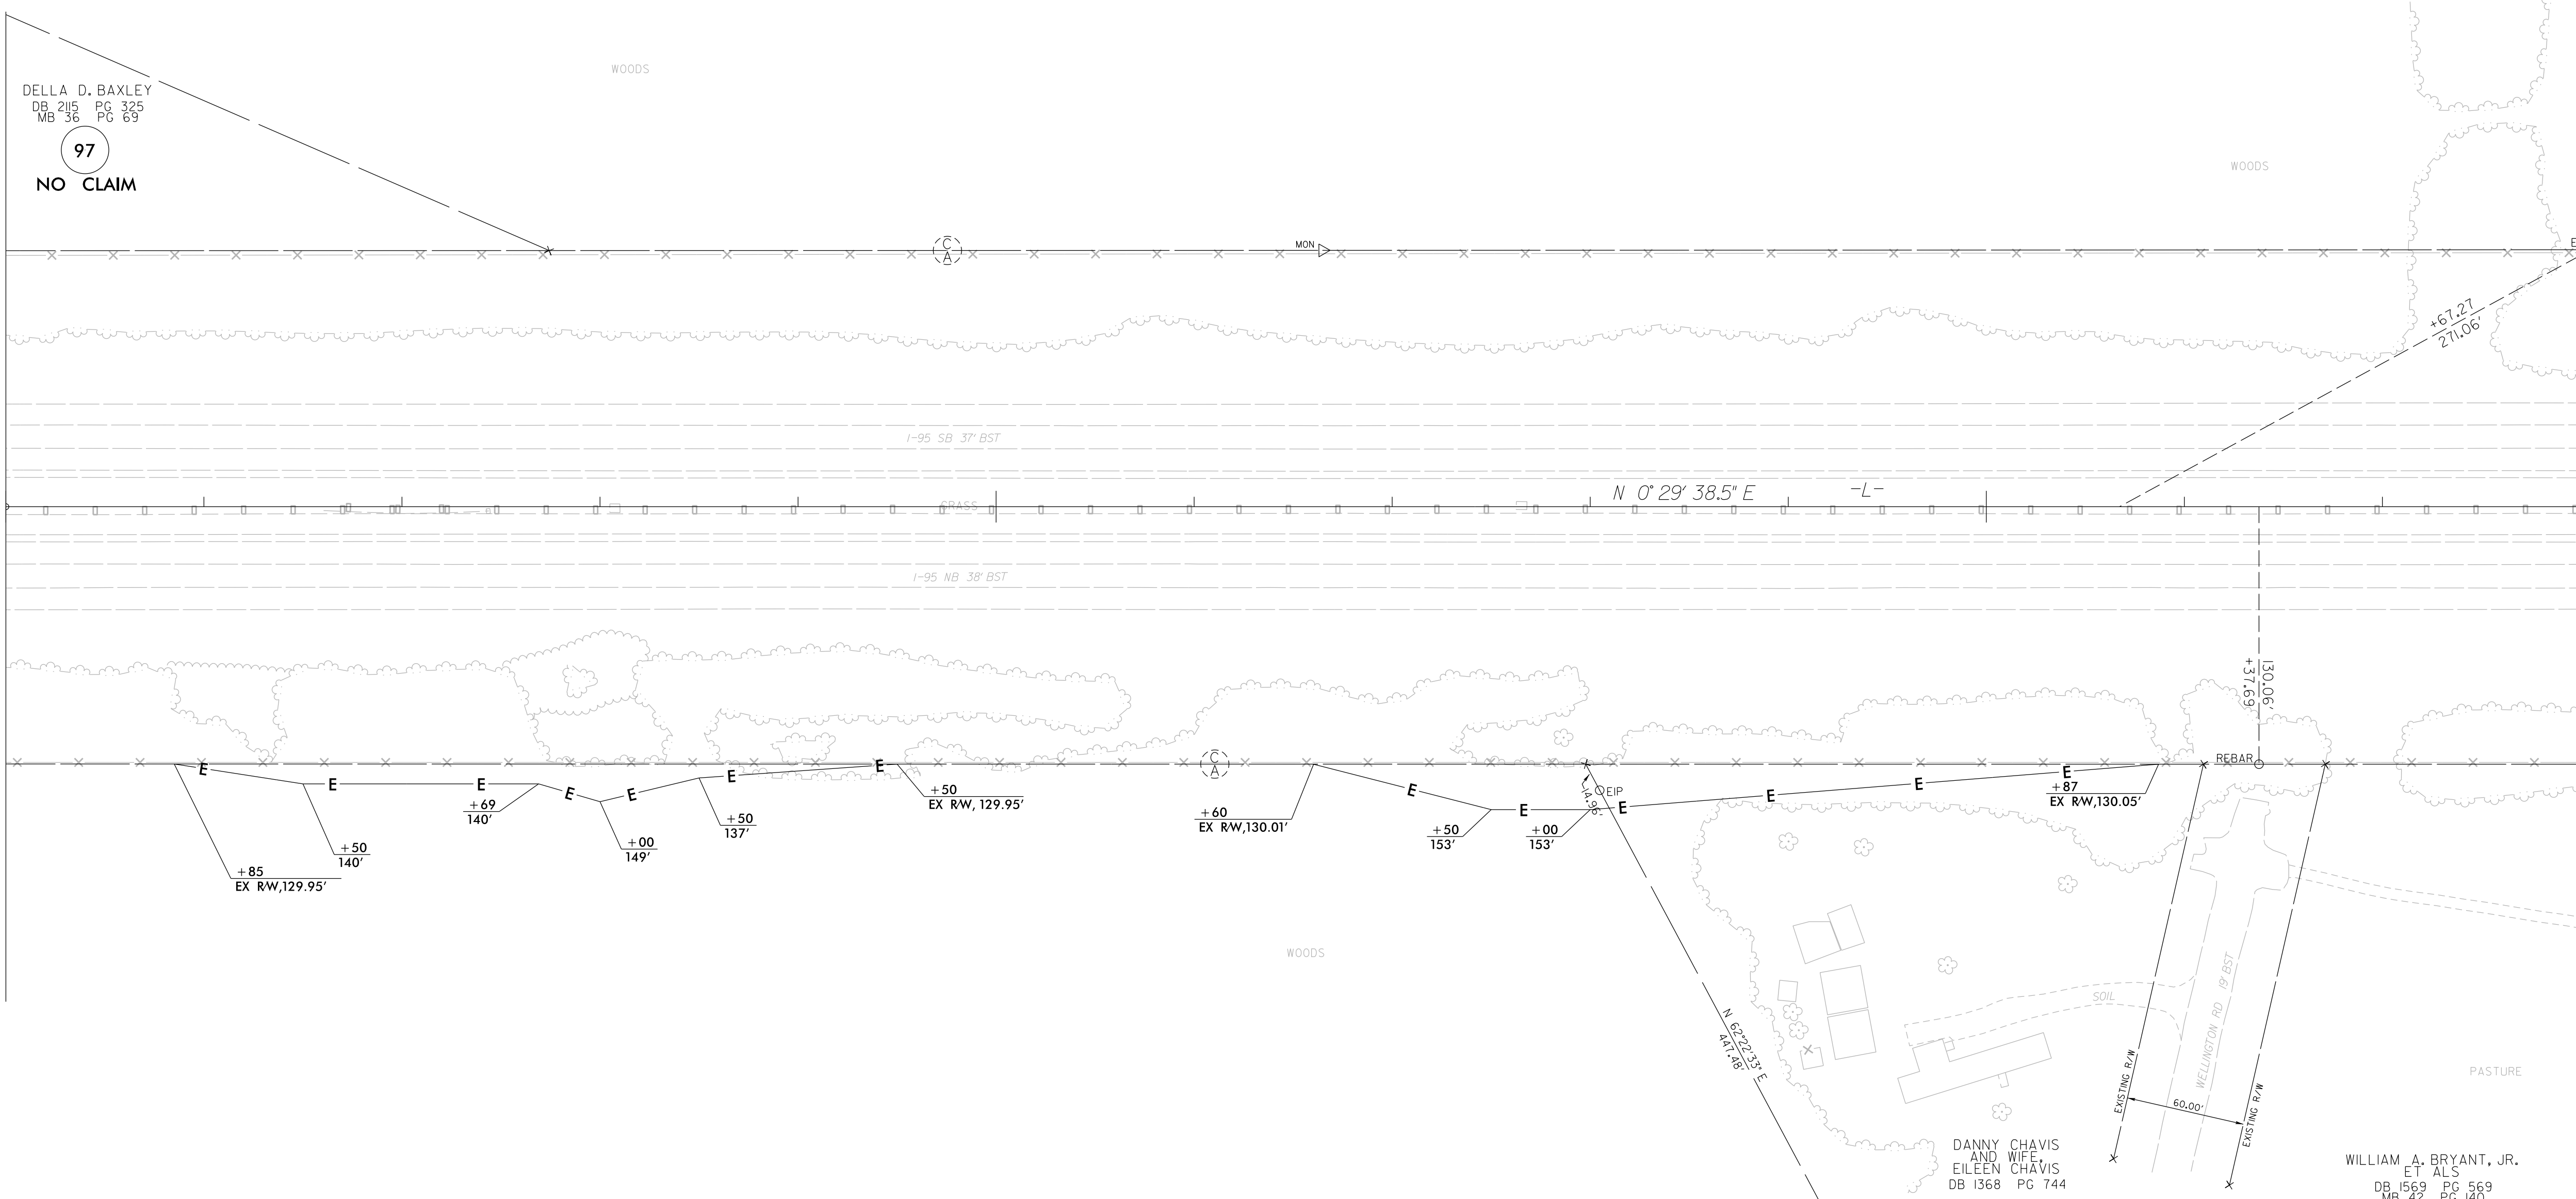 WOODS
DELLA D. BAXLEY
DB 2115 PG 325
MB 36 PG 69
97
NO CLAIM
WOODS
C
A
MON
E
+67.27
271.06'
I-95 SB 37' BST
N 0° 29' 38.5" E
-L-
GRASS
I-95 NB 38' BST
130.06'
+37.69
REBAR
C
A
E
E
E
E
E
E
E
+50
EX R/W, 129.95'
+69
140'
+50
137'
+00
149'
+50
140'
+85
EX R/W, 129.95'
+60
EX R/W, 130.01'
E
E
E
E
E
E
+50
153'
+00
153'
14.96'
EIP
+87
EX R/W, 130.05'
WOODS
N 62°22'33" E
447.48'
SOIL
WELLINGTON RD 19' BST
EXISTING R/W
60.00'
EXISTING R/W
PASTURE
DANNY CHAVIS
AND WIFE,
EILEEN CHAVIS
DB 1368 PG 744
WILLIAM A. BRYANT, JR.
ET ALS
DB 1569 PG 569
MB 42 PG 140